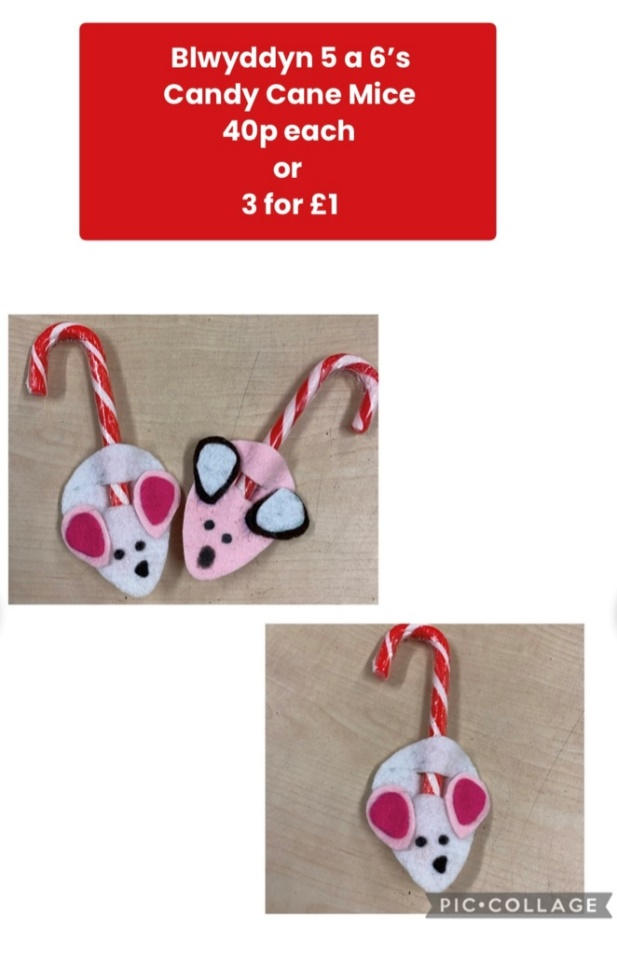 Blwyddyn 5 a 6’s
Candy Cane Mice
40p each
or
3 for £1
PIC•COLLAGE